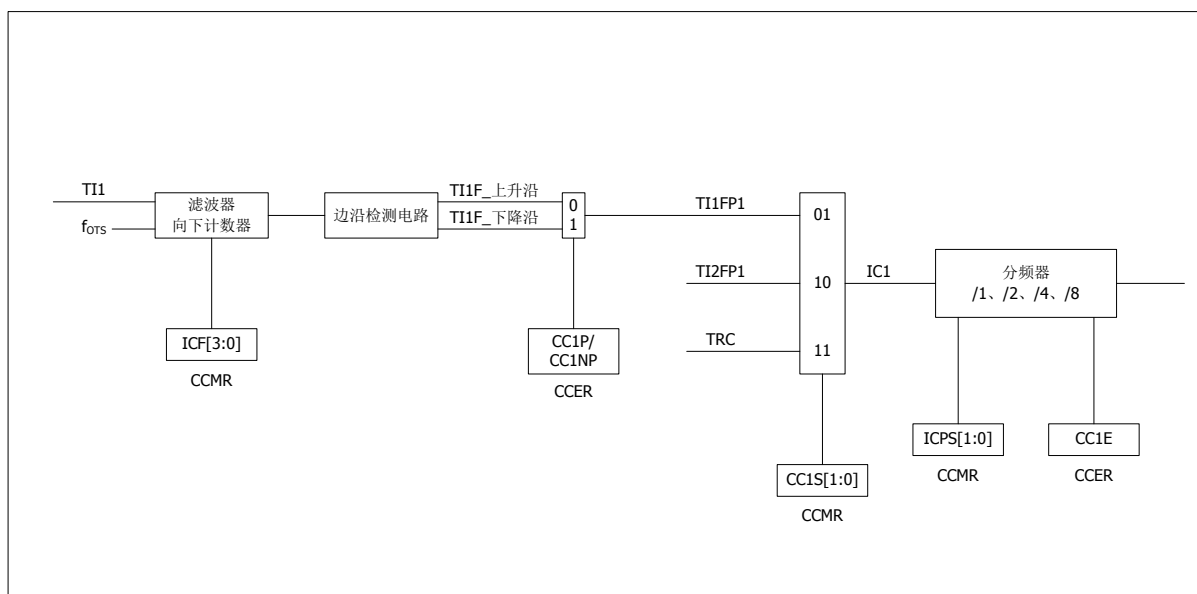 TI1
fOTS
滤波器
向下计数器
ICF[3:0]
CCMR
边沿检测电路
TI1F_上升沿
TI1F_下降沿
0
1
CC1P/
CC1NP
CCER
TI1FP1
TI2FP1
TRC
01
10
11
CC1S[1:0]
CCMR
IC1
分频器
/1、/2、/4、/8
ICPS[1:0]
CCMR
CC1E
CCER